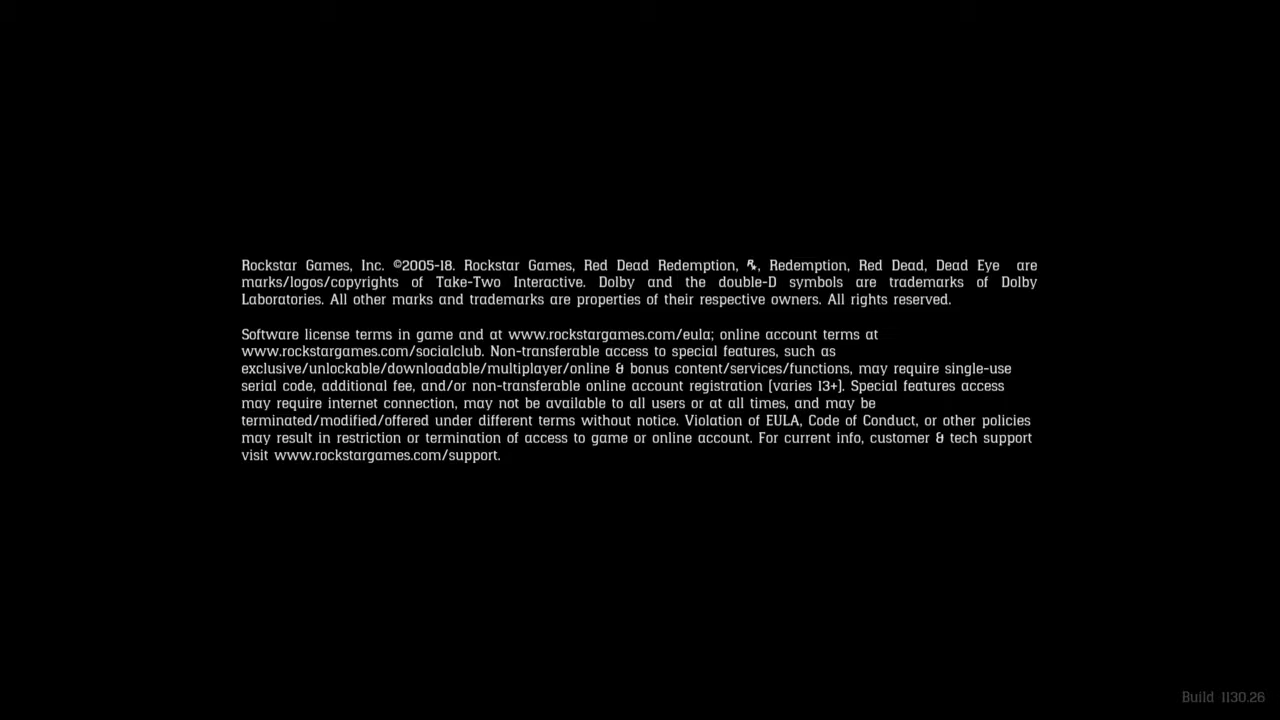 Rockstar Games, Inc. ©2005-18. Rockstar Games, Red Dead Redemption, R*, Redemption, Red Dead, Dead Eye are
marks/logos/copyrights of Take-Two Interactive. Dolby and the double-D symbols are trademarks of Dolby
Laboratories. All other marks and trademarks are properties of their respective owners. All rights reserved.
Software license terms in game and at www.rockstargames.com/eula; online account terms at
www.rockstargames.com/socialclub. Non-transferable access to special features, such as
exclusive/unlockable/downloadable/multiplayer/online & bonus content/services/functions, may require single-use
serial code, additional fee, and/or non-transferable online account registration (varies 13+). Special features access
may require internet connection, may not be available to all users or at all times, and may be
terminated/modified/offered under different terms without notice. Violation of EULA, Code of Conduct, or other policies
may result in restriction or termination of access to game or online account. For current info, customer & tech support
visit www.rockstargames.com/support.
Build 1130.26